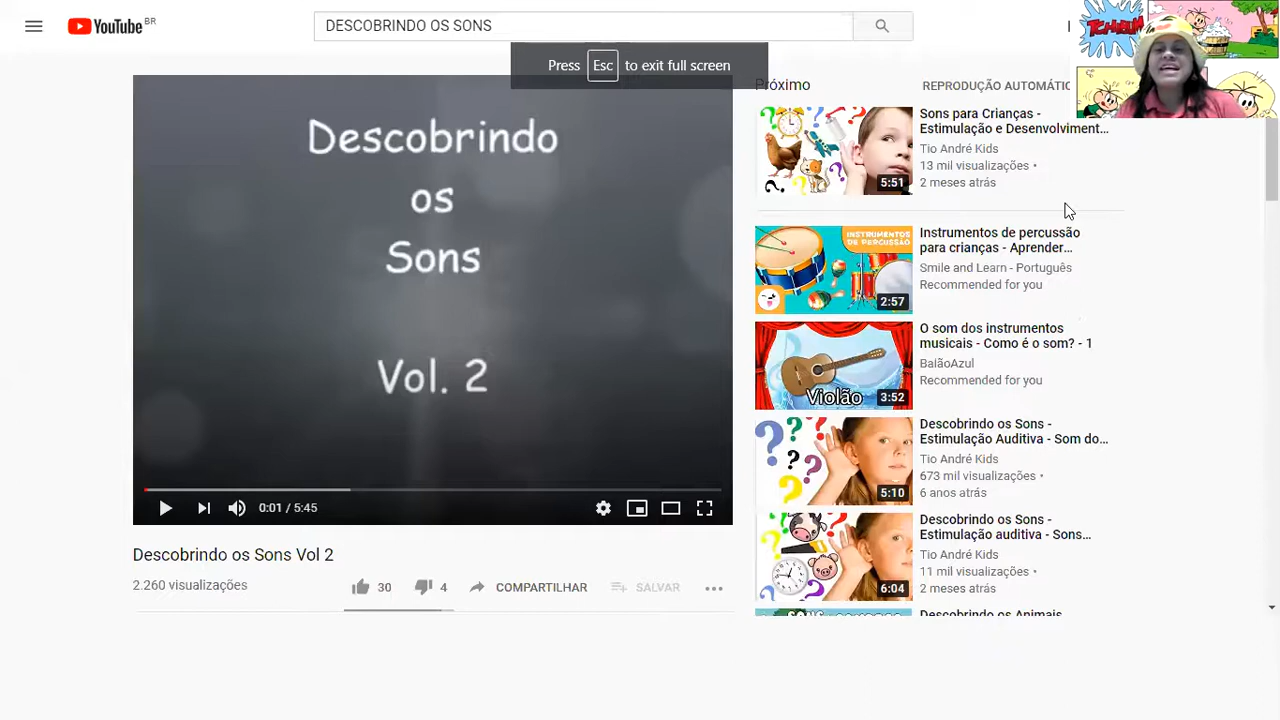 YouTube BR
DESCOBRINDO OS SONS
Press Esc to exit full screen
TCHIBUM
Descobrindo
os
Sons
Vol. 2
0:01 / 5:45
Descobrindo os Sons Vol 2
2.260 visualizações
30
4
COMPARTILHAR
SALVAR
Próximo
REPRODUÇÃO AUTOMÁTIC
5:51
Sons para Crianças -
Estimulação e Desenvolviment...
Tio André Kids
13 mil visualizações •
2 meses atrás
INSTRUMENTOS
DE PERCUSSÃO
2:57
Instrumentos de percussão
para crianças - Aprender...
Smile and Learn - Português
Recommended for you
Violão
3:52
O som dos instrumentos
musicais - Como é o som? - 1
BalãoAzul
Recommended for you
5:10
Descobrindo os Sons -
Estimulação Auditiva - Som do...
Tio André Kids
673 mil visualizações •
6 anos atrás
6:04
Descobrindo os Sons -
Estimulação auditiva - Sons...
Tio André Kids
11 mil visualizações •
2 meses atrás
Descobrindo os Animais